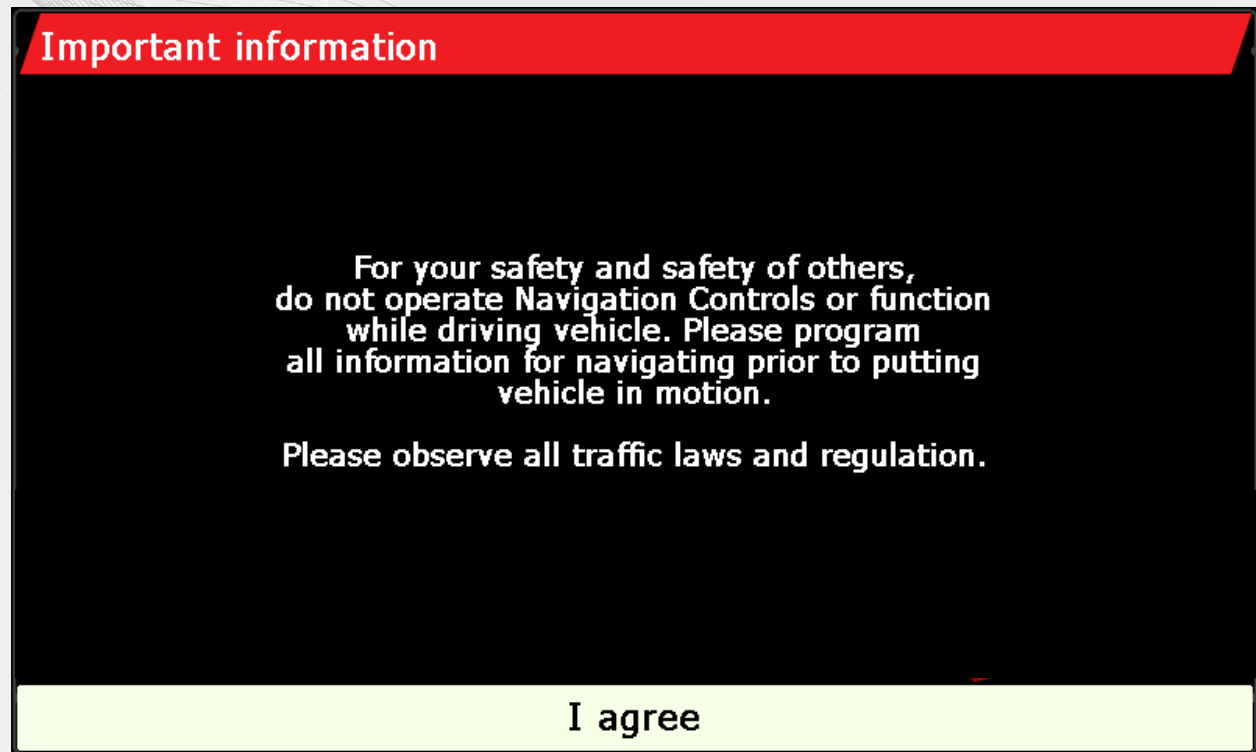 Important information
For your safety and safety of others,
do not operate Navigation Controls or function
while driving vehicle. Please program
all information for navigating prior to putting
vehicle in motion.
Please observe all traffic laws and regulation.
I agree